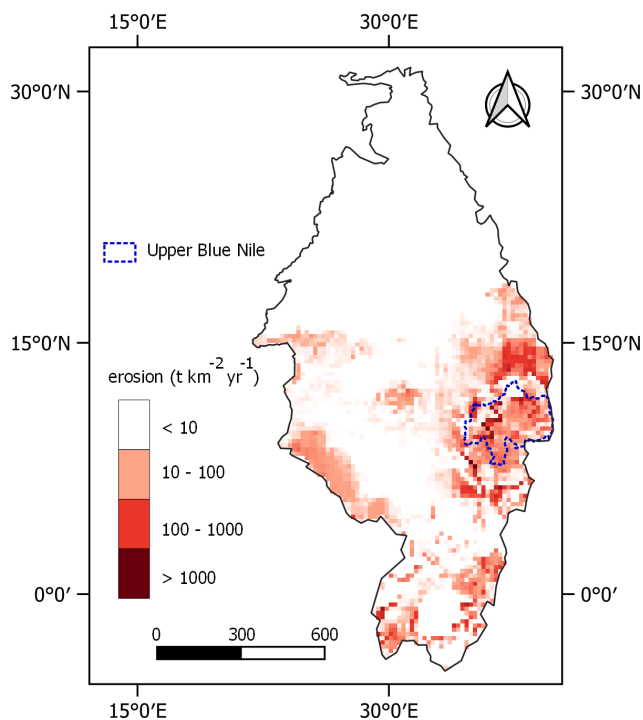 15°0′E 30°0′E
30°0′N 30°0′N
Upper Blue Nile
15°0′N 15°0′N
erosion (t km⁻² yr⁻¹)
< 10
10 - 100
100 - 1000
> 1000
0°0′ 0°0′
0 300 600
15°0′E 30°0′E